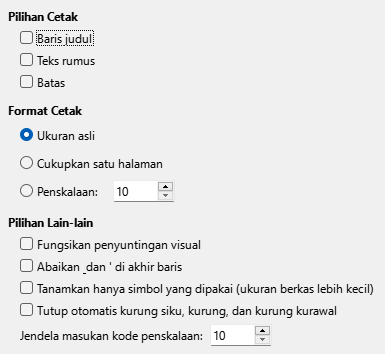 Pilihan Cetak
Baris judul
Teks rumus
Batas
Format Cetak
Ukuran asli
Cukupkan satu halaman
Penskalaan: 10
Pilihan Lain-lain
Fungsikan penyuntingan visual
Abaikan _dan ' di akhir baris
Tanamkan hanya simbol yang dipakai (ukuran berkas lebih kecil)
Tutup otomatis kurung siku, kurung, dan kurung kurawal
Jendela masukan kode penskalaan: 10